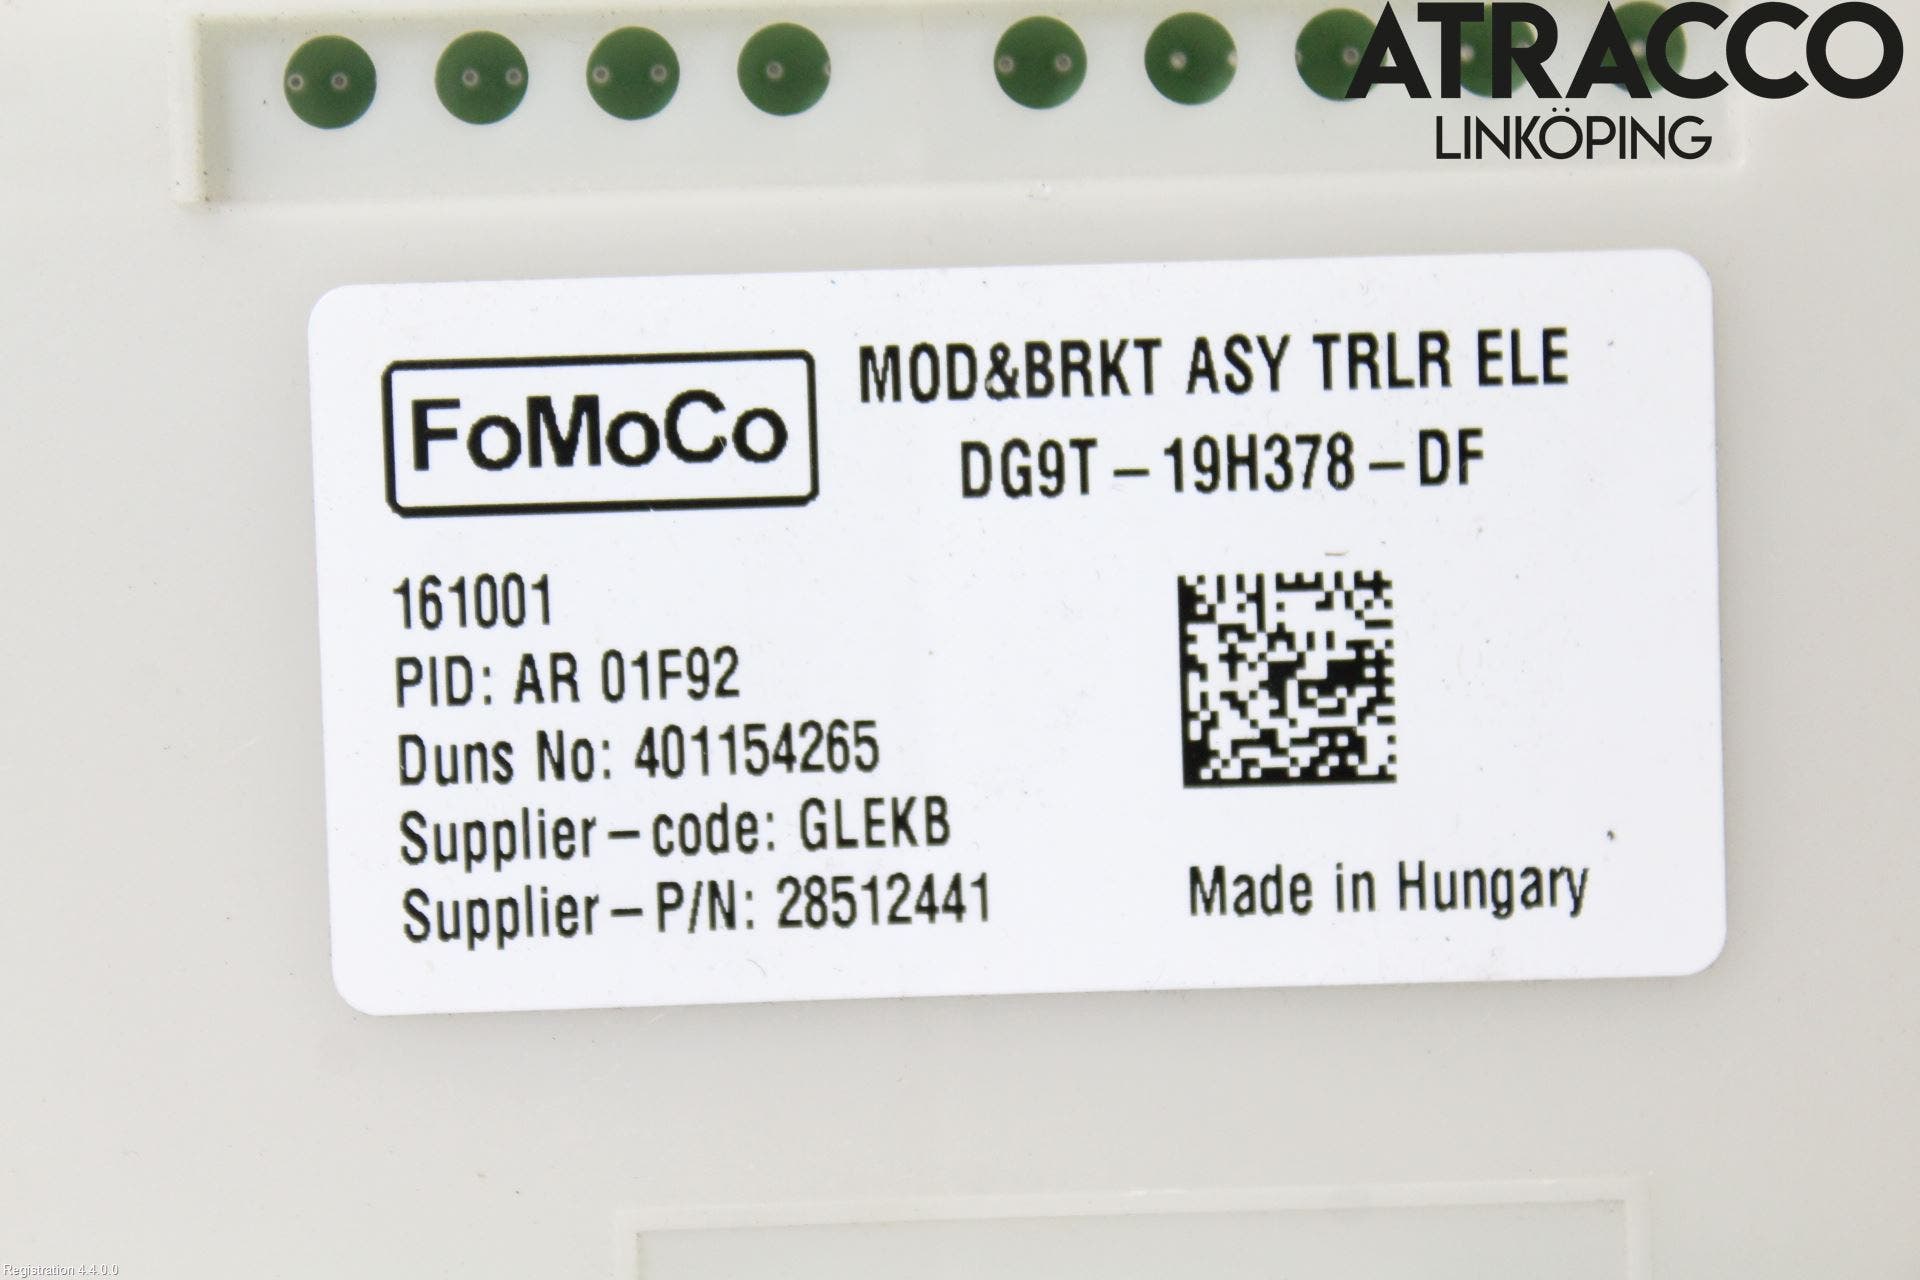 ATRACCO
LINKÖPING
FoMoCo
MOD&BRKT ASY TRLR ELE
DG9T-19H378-DF
161001
PID: AR 01F92
Duns No: 401154265
Supplier-code: GLEKB
Supplier-P/N: 28512441
Made in Hungary
Registration 4.4.0.0